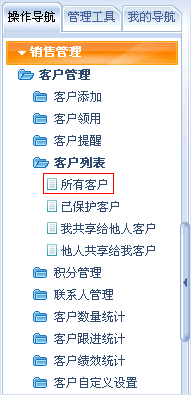 操作导航 管理工具 我的导航
销售管理
客户管理
客户添加
客户领用
客户提醒
客户列表
所有客户
已保护客户
我共享给他人客户
他人共享给我客户
积分管理
联系人管理
客户数量统计
客户跟进统计
客户绩效统计
客户自定义设置